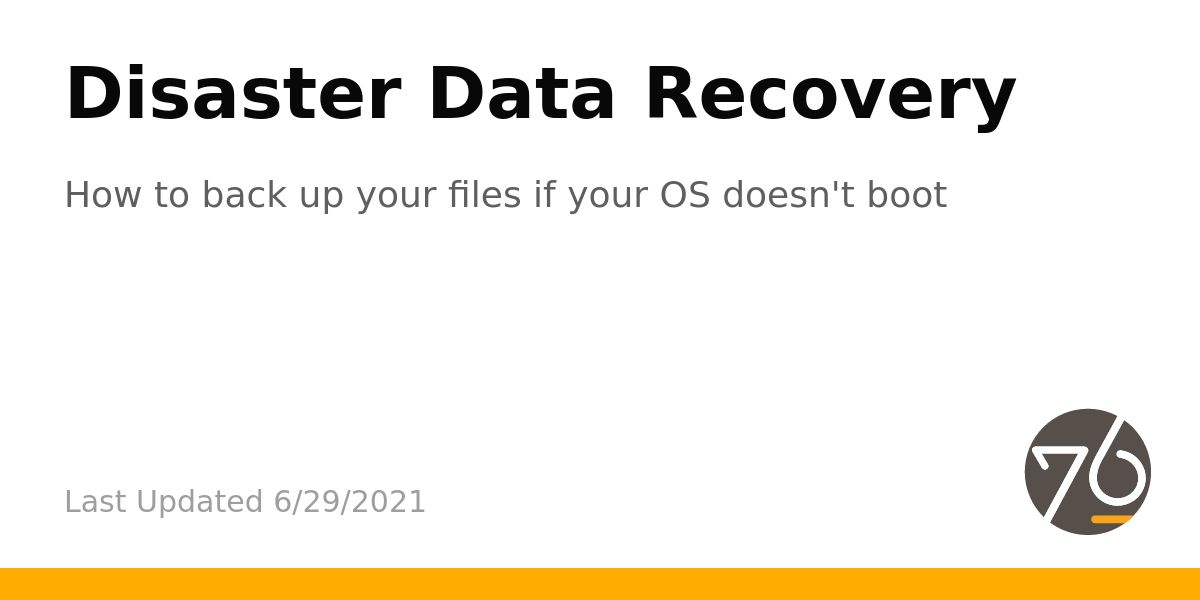 Disaster Data Recovery
How to back up your files if your OS doesn't boot
Last Updated 6/29/2021
76